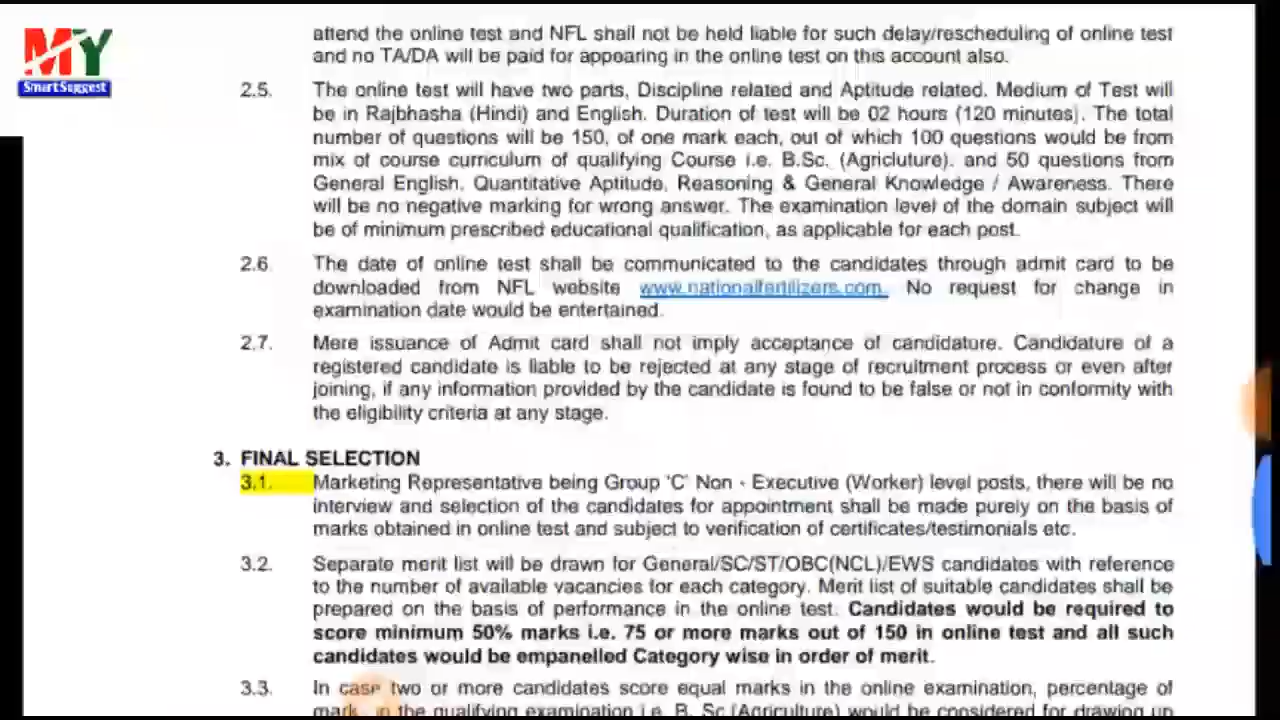 MY
Smart Suggest
attend the online test and NFL shall not be held liable for such delay/rescheduling of online test
and no TA/DA will be paid for appearing in the online test on this account also.
2.5. The online test will have two parts, Discipline related and Aptitude related. Medium of Test will
be in Rajbhasha (Hindi) and English. Duration of test will be 02 hours (120 minutes). The total
number of questions will be 150, of one mark each, out of which 100 questions would be from
mix of course curriculum of qualifying Course i.e. B.Sc. (Agricluture). and 50 questions from
General English, Quantitative Aptitude, Reasoning & General Knowledge / Awareness. There
will be no negative marking for wrong answer. The examination level of the domain subject will
be of minimum prescribed educational qualification, as applicable for each post.
2.6. The date of online test shall be communicated to the candidates through admit card to be
downloaded from NFL website www.nationalfertilizers.com. No request for change in
examination date would be entertained.
2.7. Mere issuance of Admit card shall not imply acceptance of candidature. Candidature of a
registered candidate is liable to be rejected at any stage of recruitment process or even after
joining, if any information provided by the candidate is found to be false or not in conformity with
the eligibility criteria at any stage.
3. FINAL SELECTION
3.1. Marketing Representative being Group 'C' Non - Executive (Worker) level posts, there will be no
interview and selection of the candidates for appointment shall be made purely on the basis of
marks obtained in online test and subject to verification of certificates/testimonials etc.
3.2. Separate merit list will be drawn for General/SC/ST/OBC(NCL)/EWS candidates with reference
to the number of available vacancies for each category. Merit list of suitable candidates shall be
prepared on the basis of performance in the online test. Candidates would be required to
score minimum 50% marks i.e. 75 or more marks out of 150 in online test and all such
candidates would be empanelled Category wise in order of merit.
3.3. In case two or more candidates score equal marks in the online examination, percentage of
mark in the qualifying examination i.e. B. Sc (Agriculture) would be considered for drawing up